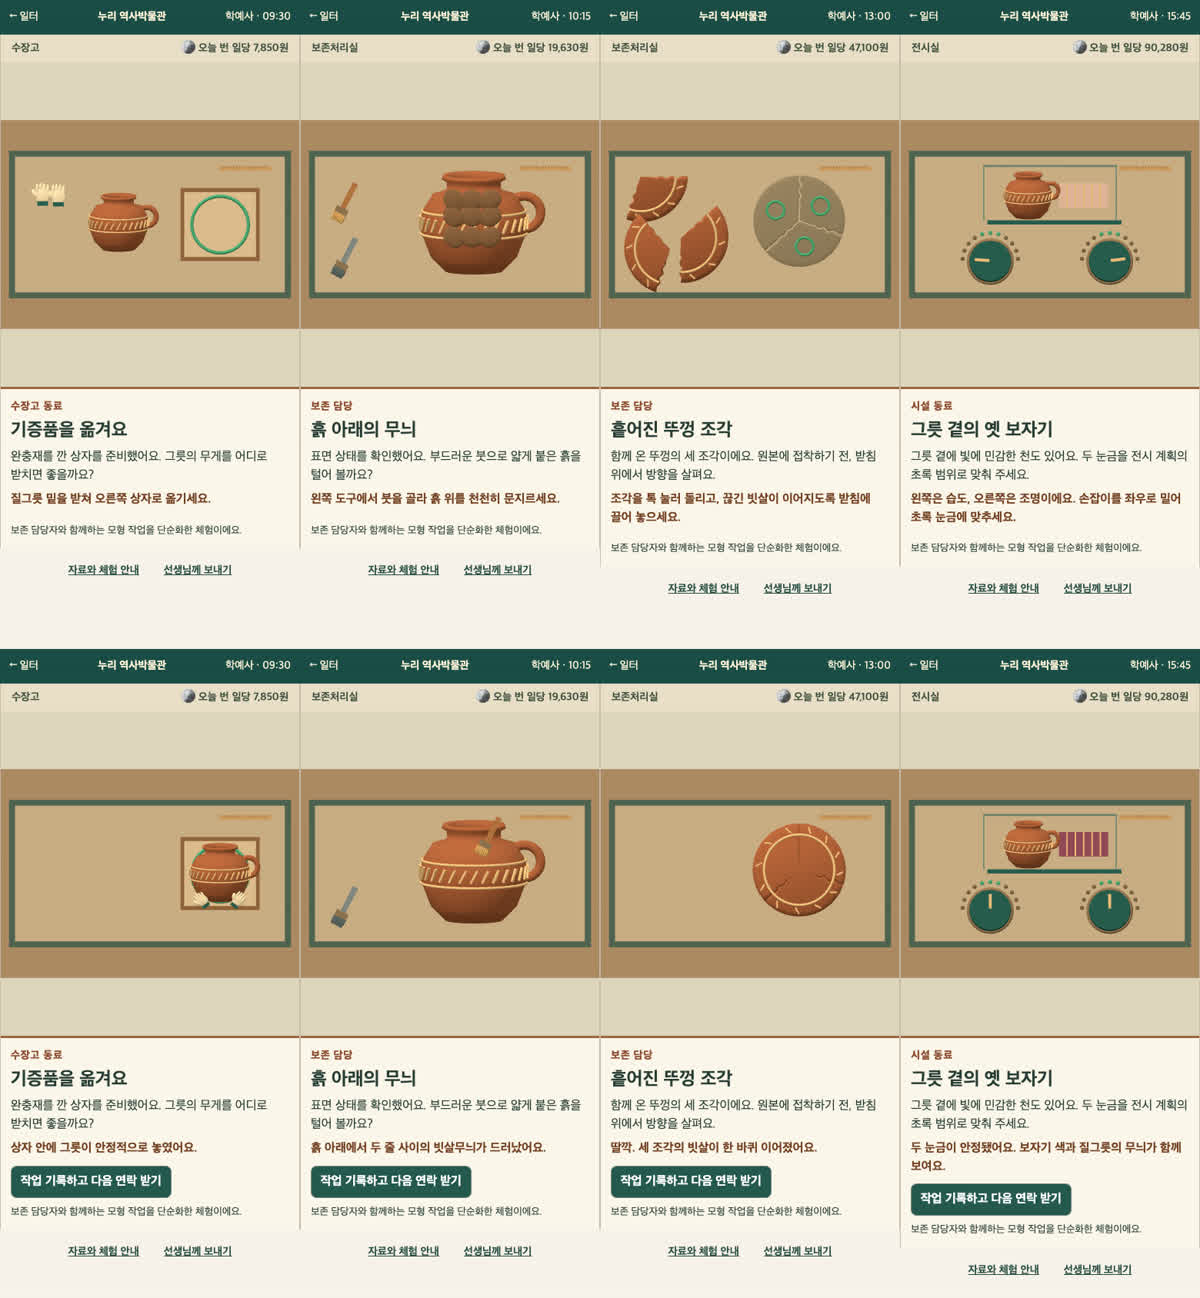 ← 일터 누리 역사박물관 학예사 · 09:30
수장고 오늘 번 일당 7,850원
수장고 동료
기증품을 옮겨요
완충재를 깐 상자를 준비했어요. 그릇의 무게를 어디로
받치면 좋을까요?
질그릇 밑을 받쳐 오른쪽 상자로 옮기세요.
보존 담당자와 함께하는 모형 작업을 단순화한 체험이에요.
자료와 체험 안내 선생님께 보내기
← 일터 누리 역사박물관 학예사 · 10:15
보존처리실 오늘 번 일당 19,630원
보존 담당
흙 아래의 무늬
표면 상태를 확인했어요. 부드러운 붓으로 얇게 붙은 흙을
털어 볼까요?
왼쪽 도구에서 붓을 골라 흙 위를 천천히 문지르세요.
보존 담당자와 함께하는 모형 작업을 단순화한 체험이에요.
자료와 체험 안내 선생님께 보내기
← 일터 누리 역사박물관 학예사 · 13:00
보존처리실 오늘 번 일당 47,100원
보존 담당
흩어진 뚜껑 조각
함께 온 뚜껑의 세 조각이에요. 원본에 접착하기 전, 받침
위에서 방향을 살펴요.
조각을 톡 눌러 돌리고, 끊긴 빗살이 이어지도록 받침에
끌어 놓으세요.
보존 담당자와 함께하는 모형 작업을 단순화한 체험이에요.
자료와 체험 안내 선생님께 보내기
← 일터 누리 역사박물관 학예사 · 15:45
전시실 오늘 번 일당 90,280원
시설 동료
그릇 곁의 옛 보자기
그릇 곁에 빛에 민감한 천도 있어요. 두 눈금을 전시 계획의
초록 범위로 맞춰 주세요.
왼쪽은 습도, 오른쪽은 조명이에요. 손잡이를 좌우로 밀어
초록 눈금에 맞추세요.
보존 담당자와 함께하는 모형 작업을 단순화한 체험이에요.
자료와 체험 안내 선생님께 보내기
← 일터 누리 역사박물관 학예사 · 09:30
수장고 오늘 번 일당 7,850원
수장고 동료
기증품을 옮겨요
완충재를 깐 상자를 준비했어요. 그릇의 무게를 어디로
받치면 좋을까요?
상자 안에 그릇이 안정적으로 놓였어요.
작업 기록하고 다음 연락 받기
보존 담당자와 함께하는 모형 작업을 단순화한 체험이에요.
자료와 체험 안내 선생님께 보내기
← 일터 누리 역사박물관 학예사 · 10:15
보존처리실 오늘 번 일당 19,630원
보존 담당
흙 아래의 무늬
표면 상태를 확인했어요. 부드러운 붓으로 얇게 붙은 흙을
털어 볼까요?
흙 아래에서 두 줄 사이의 빗살무늬가 드러났어요.
작업 기록하고 다음 연락 받기
보존 담당자와 함께하는 모형 작업을 단순화한 체험이에요.
자료와 체험 안내 선생님께 보내기
← 일터 누리 역사박물관 학예사 · 13:00
보존처리실 오늘 번 일당 47,100원
보존 담당
흩어진 뚜껑 조각
함께 온 뚜껑의 세 조각이에요. 원본에 접착하기 전, 받침
위에서 방향을 살펴요.
딸깍. 세 조각의 빗살이 한 바퀴 이어졌어요.
작업 기록하고 다음 연락 받기
보존 담당자와 함께하는 모형 작업을 단순화한 체험이에요.
자료와 체험 안내 선생님께 보내기
← 일터 누리 역사박물관 학예사 · 15:45
전시실 오늘 번 일당 90,280원
시설 동료
그릇 곁의 옛 보자기
그릇 곁에 빛에 민감한 천도 있어요. 두 눈금을 전시 계획의
초록 범위로 맞춰 주세요.
두 눈금이 안정됐어요. 보자기 색과 질그릇의 무늬가 함께
보여요.
작업 기록하고 다음 연락 받기
보존 담당자와 함께하는 모형 작업을 단순화한 체험이에요.
자료와 체험 안내 선생님께 보내기